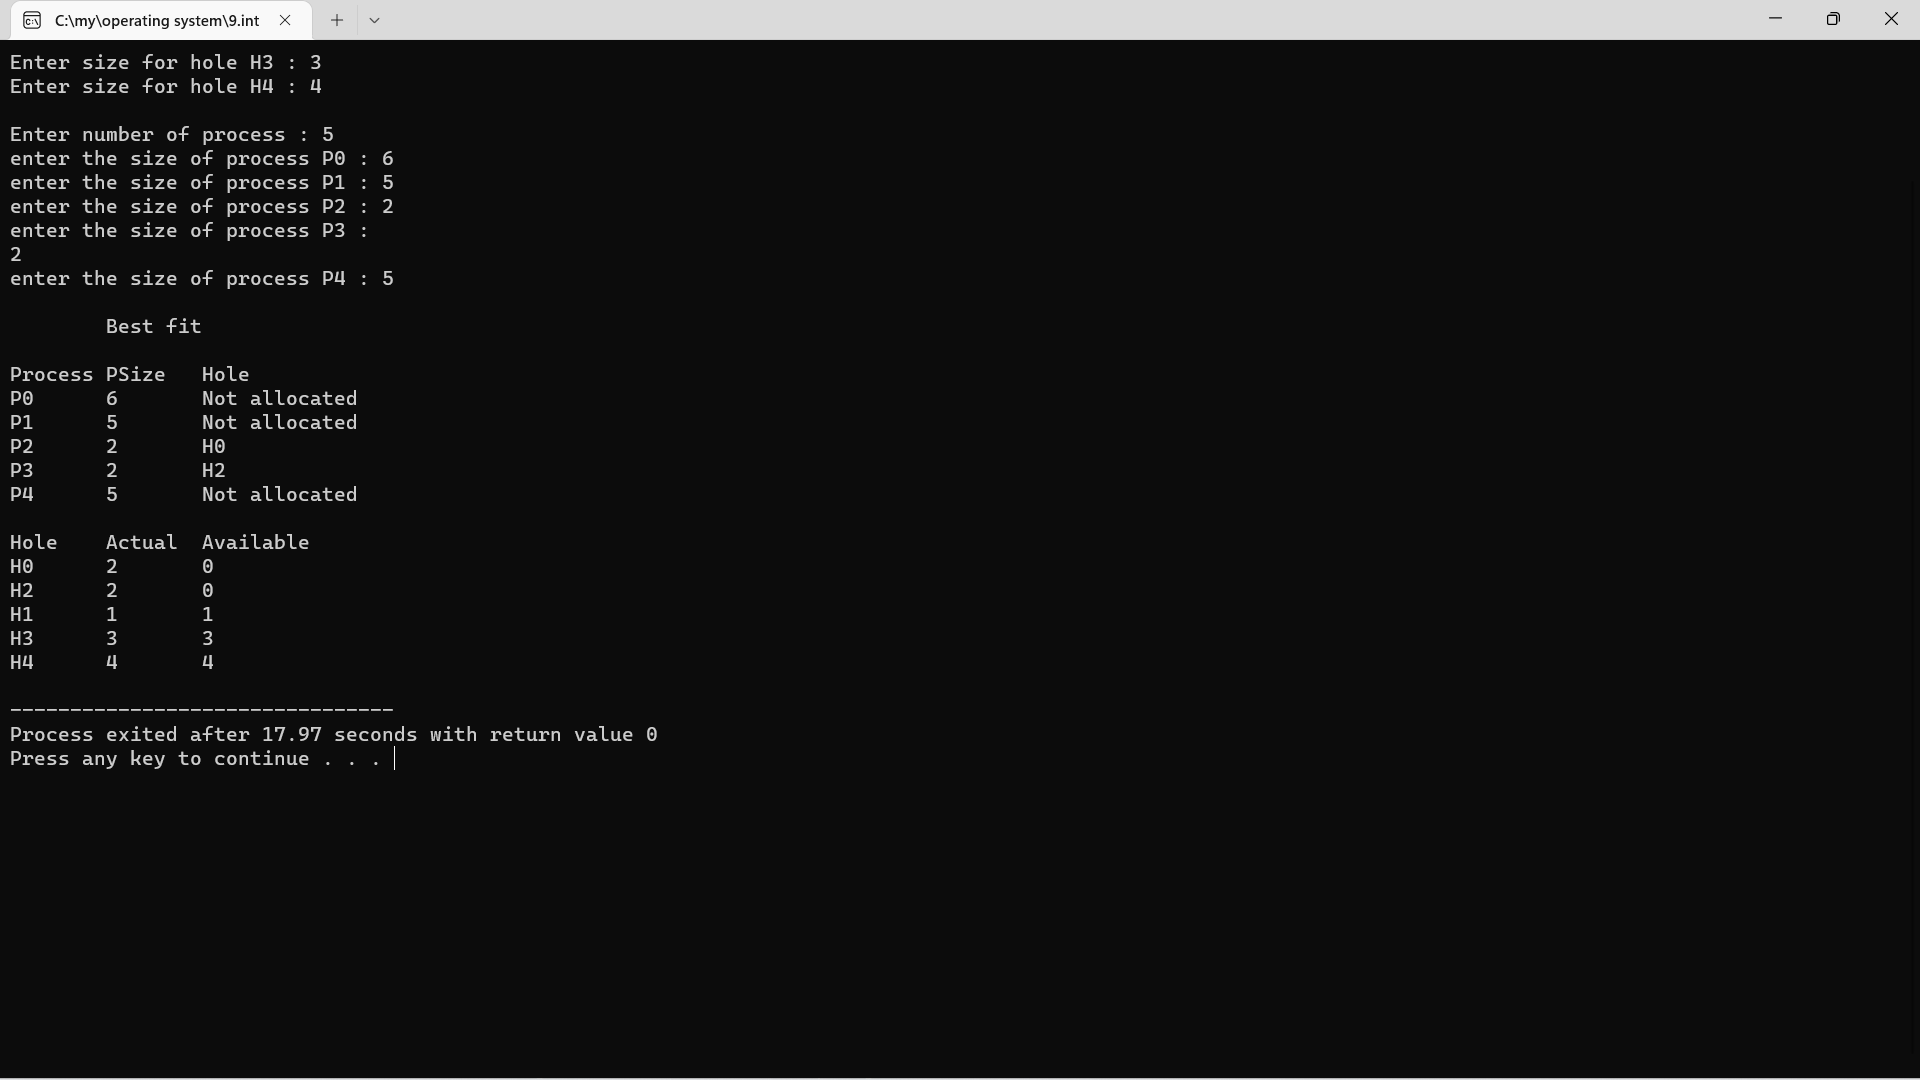 C:\my\operating system\9.int
Enter size for hole H3 : 3
Enter size for hole H4 : 4
Enter number of process : 5
enter the size of process P0 : 6
enter the size of process P1 : 5
enter the size of process P2 : 2
enter the size of process P3 :
2
enter the size of process P4 : 5
Best fit
Process PSize Hole
P0 6 Not allocated
P1 5 Not allocated
P2 2 H0
P3 2 H2
P4 5 Not allocated
Hole Actual Available
H0 2 0
H2 2 0
H1 1 1
H3 3 3
H4 4 4
--------------------------------
Process exited after 17.97 seconds with return value 0
Press any key to continue . . .